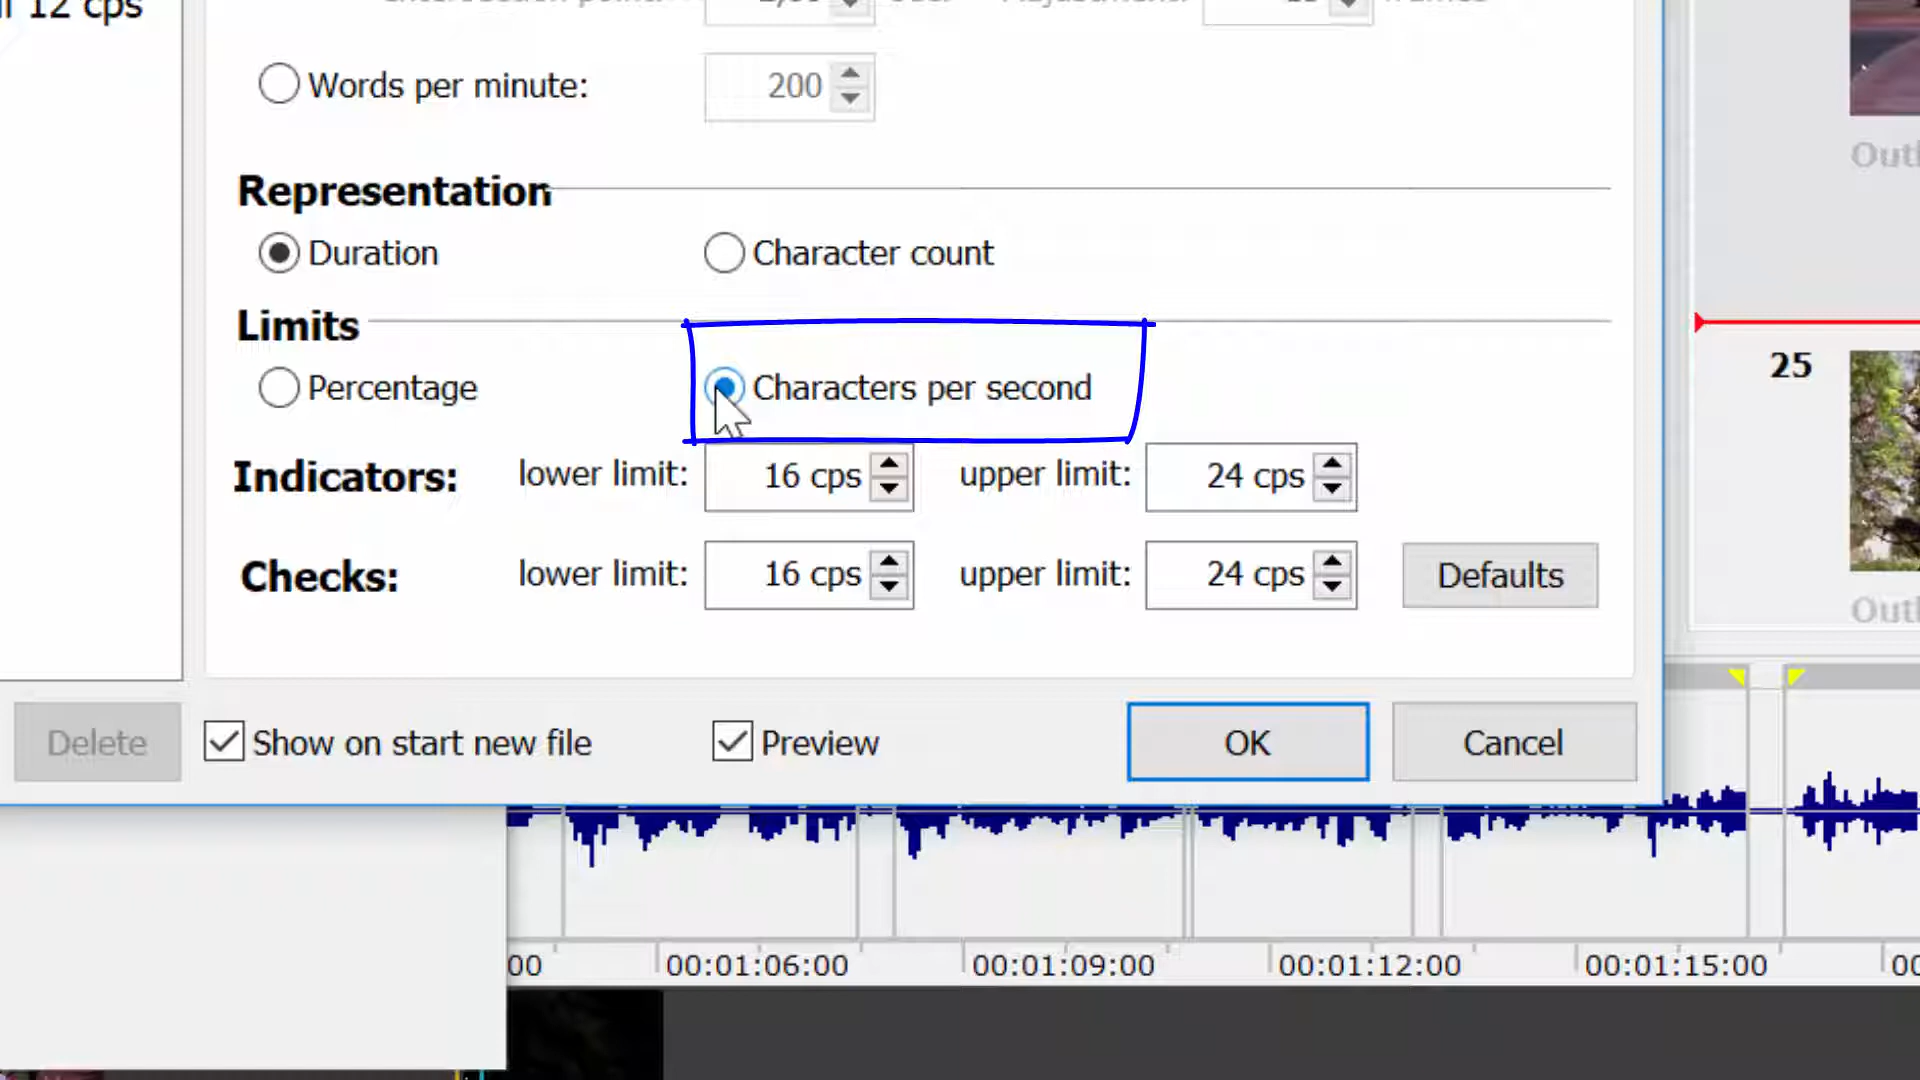 12 cps
frames
Words per minute: 200
Representation
Duration Character count
Limits
Percentage Characters per second
25
Indicators: lower limit: 16 cps upper limit: 24 cps
Checks: lower limit: 16 cps upper limit: 24 cps Defaults
Delete Show on start new file Preview OK Cancel
00 00:01:06:00 00:01:09:00 00:01:12:00 00:01:15:00